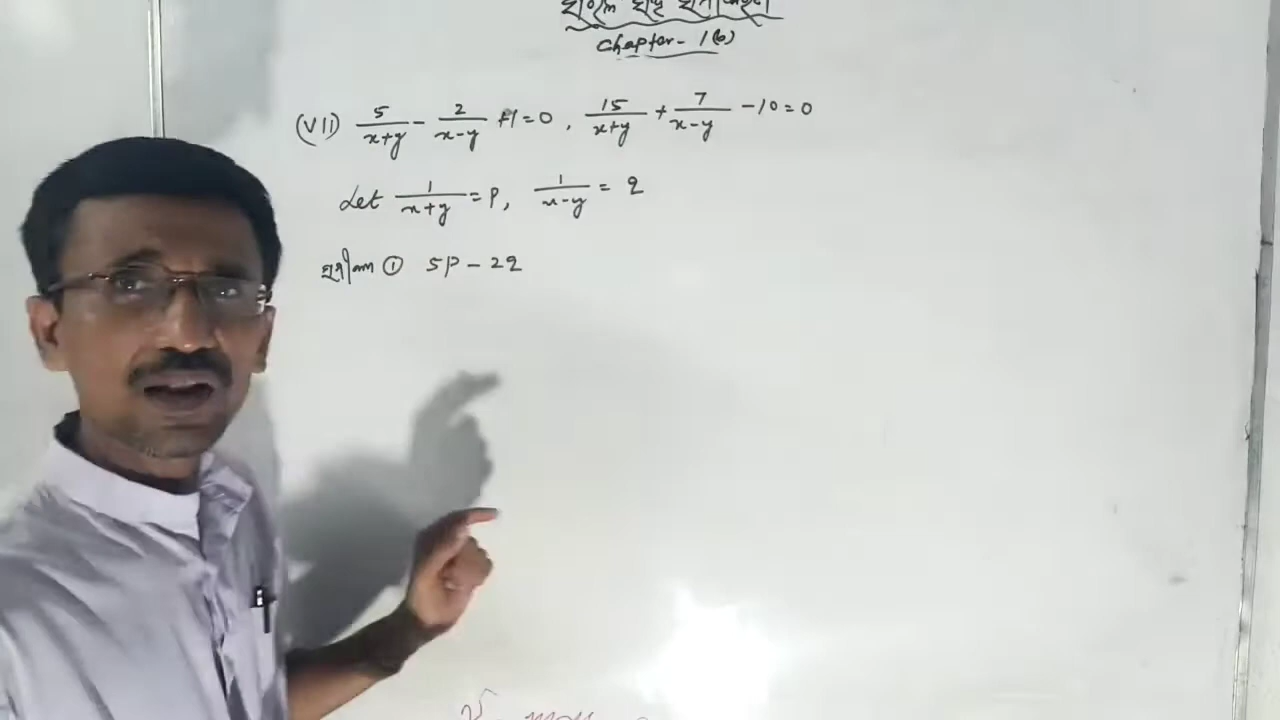 Chapter - 1(b)
(VII) 5/(x+y) - 2/(x-y) +1=0 , 15/(x+y) + 7/(x-y) -10=0
Let 1/(x+y) = P, 1/(x-y) = q
① 5P - 2q